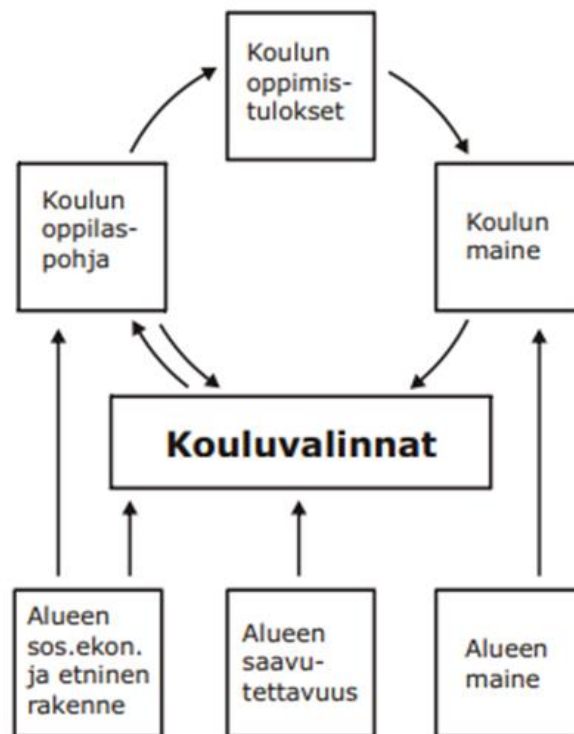 Koulun
oppimis-
tulokset
Koulun
oppilas-
pohja
Koulun
maine
Kouluvalinnat
Alueen
sos.ekon.
ja etninen
rakenne
Alueen
saavu-
tettavuus
Alueen
maine